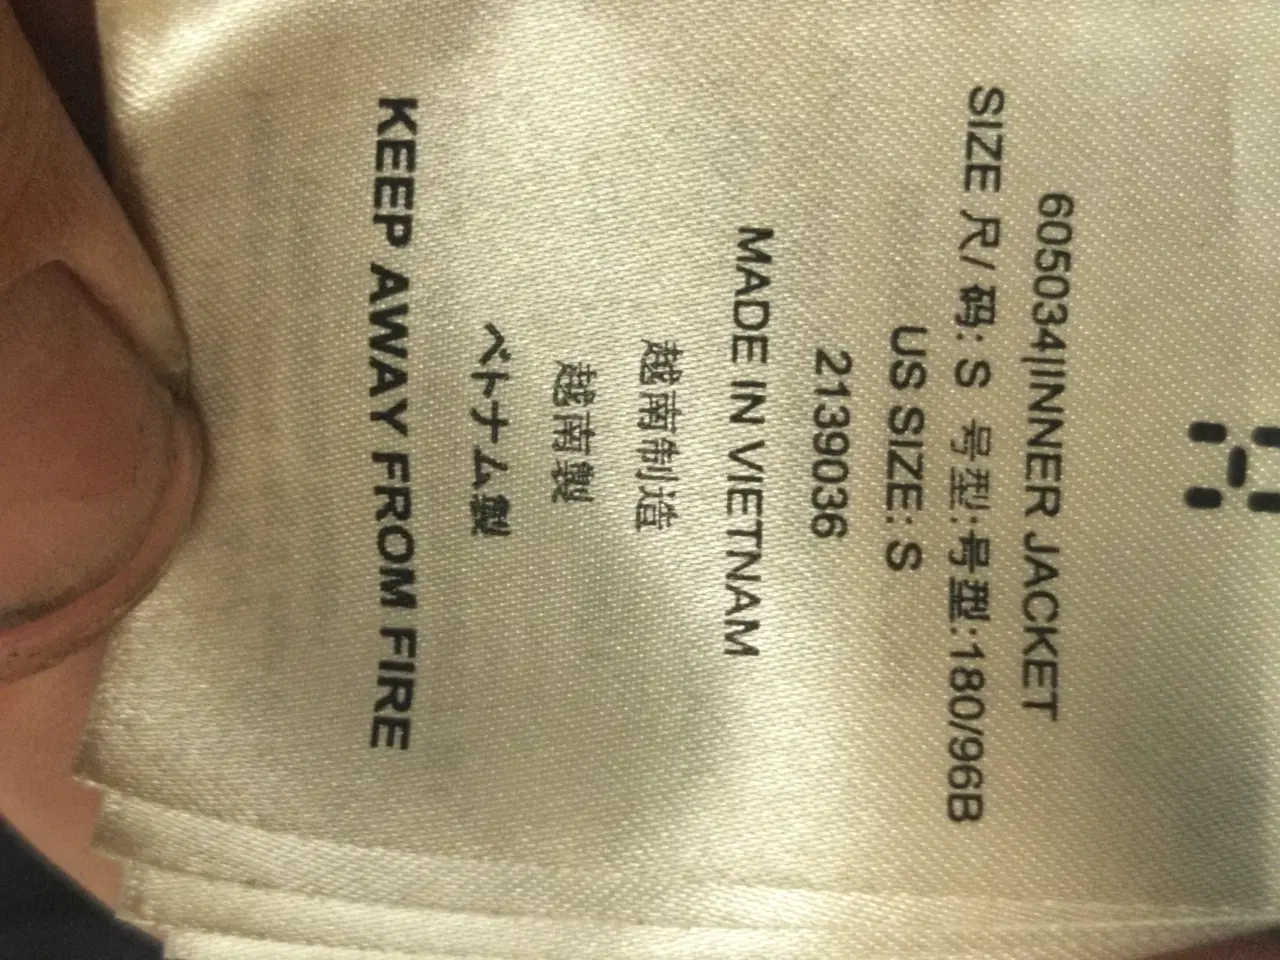 605034|INNER JACKET
SIZE 尺/ 码: S 号型:号型:180/96B
US SIZE: S
2139036
MADE IN VIETNAM
越南制造
越南製
ベトナム製
KEEP AWAY FROM FIRE